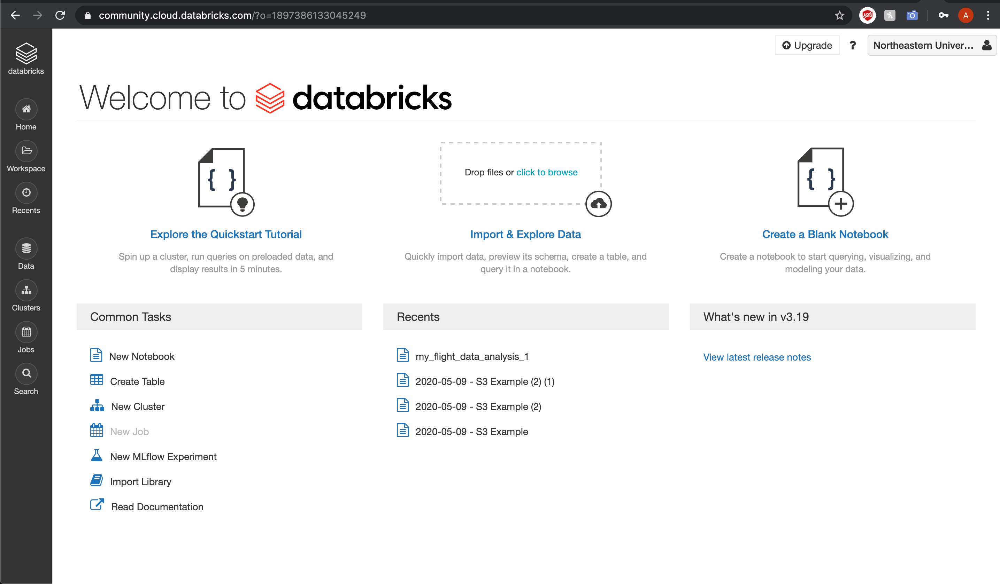 community.cloud.databricks.com/?o=1897386133045249
ABP
h
A
databricks
Home
Workspace
Recents
Data
Clusters
Jobs
Search
Upgrade
?
Northeastern Univer...
Welcome to databricks
{ }
Explore the Quickstart Tutorial
Spin up a cluster, run queries on preloaded data, and
display results in 5 minutes.
Drop files or click to browse
Import & Explore Data
Quickly import data, preview its schema, create a table, and
query it in a notebook.
{ }
Create a Blank Notebook
Create a notebook to start querying, visualizing, and
modeling your data.
Common Tasks
New Notebook
Create Table
New Cluster
New Job
New MLflow Experiment
Import Library
Read Documentation
Recents
my_flight_data_analysis_1
2020-05-09 - S3 Example (2) (1)
2020-05-09 - S3 Example (2)
2020-05-09 - S3 Example
What's new in v3.19
View latest release notes